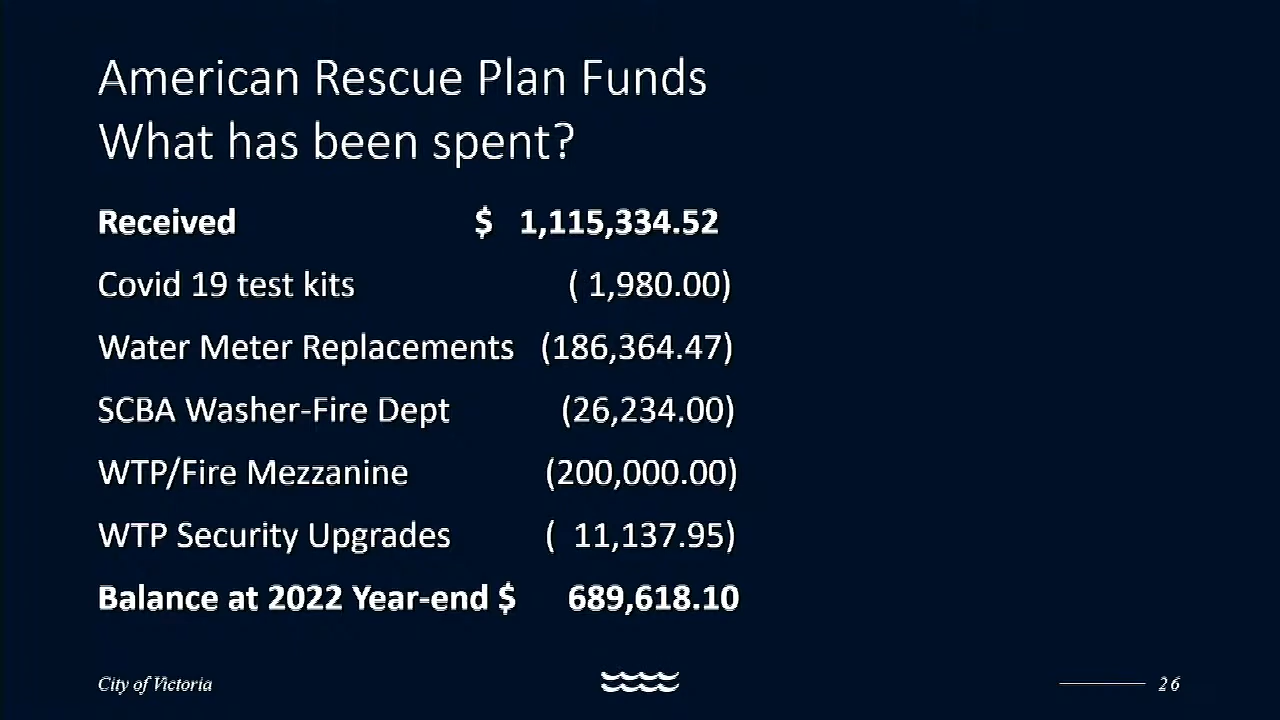 American Rescue Plan Funds
What has been spent?
Received $ 1,115,334.52
Covid 19 test kits ( 1,980.00)
Water Meter Replacements (186,364.47)
SCBA Washer-Fire Dept (26,234.00)
WTP/Fire Mezzanine (200,000.00)
WTP Security Upgrades ( 11,137.95)
Balance at 2022 Year-end $ 689,618.10
City of Victoria 26